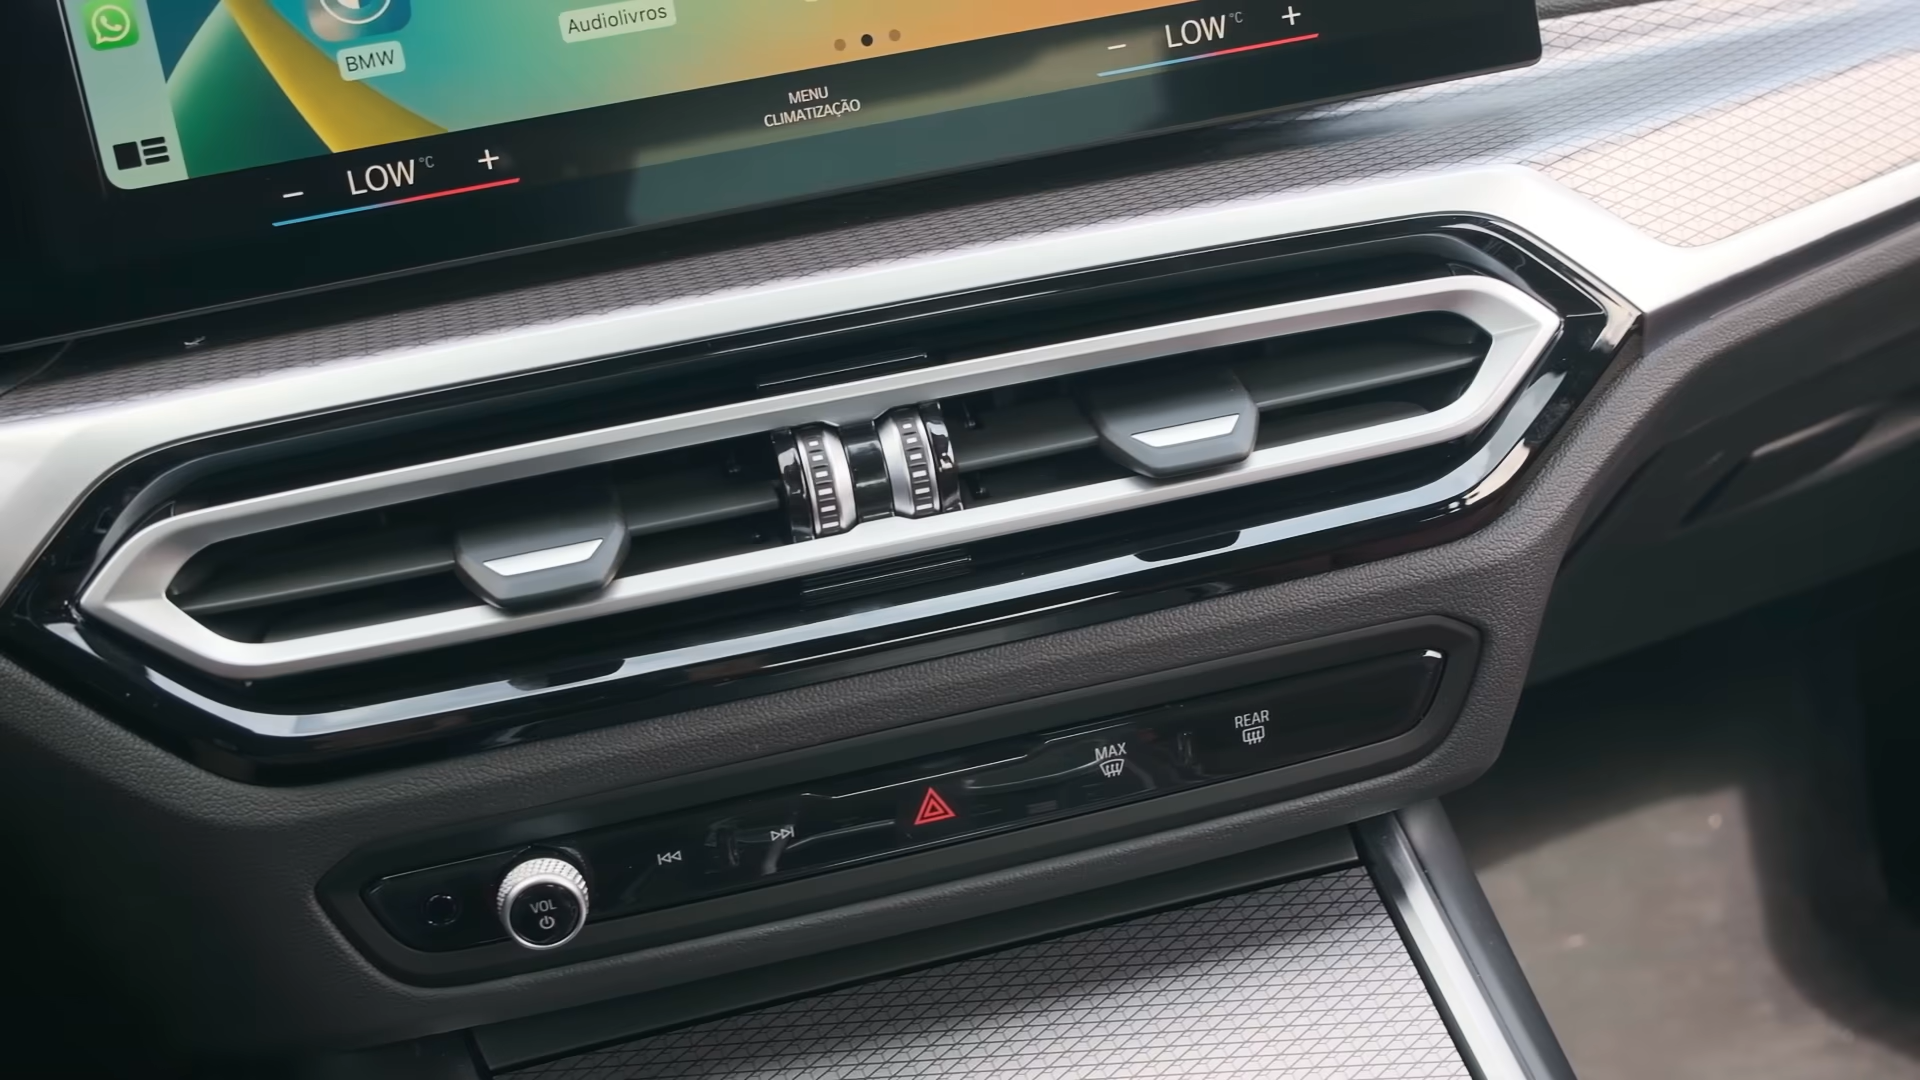 Audiolivros
BMW
− LOW °C +
MENU
CLIMATIZAÇÃO
− LOW °C +
REAR
MAX
VOL